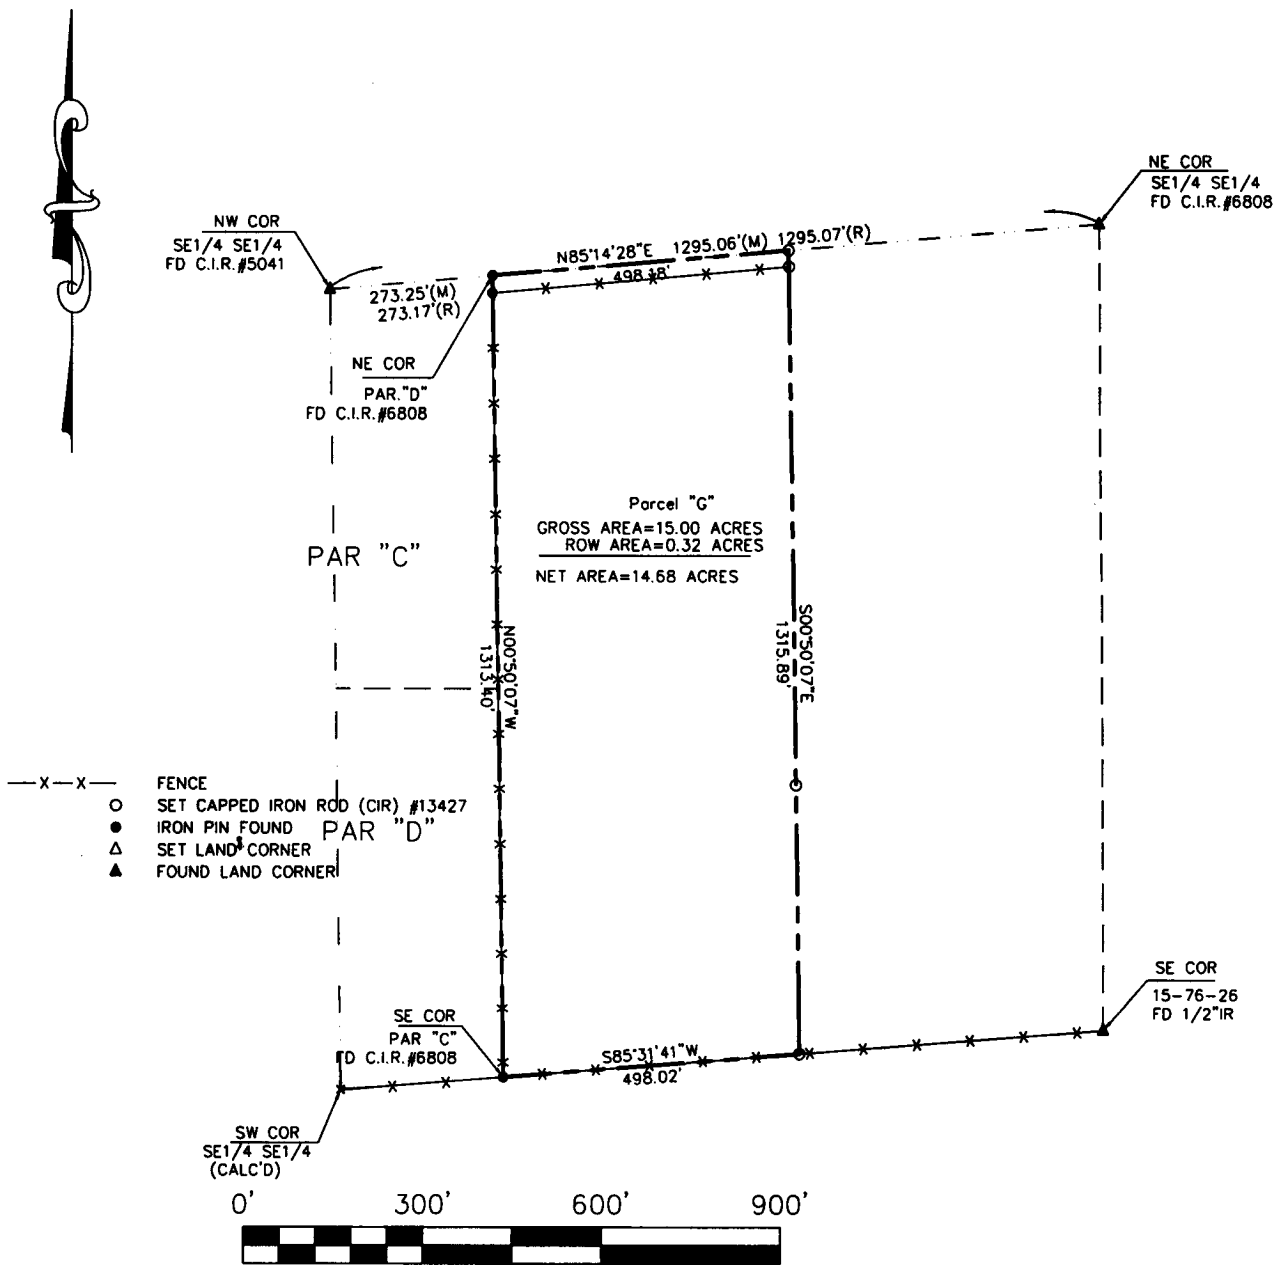 NE COR
SE1/4 SE1/4
FD C.I.R.#6808
NW COR
SE1/4 SE1/4
FD C.I.R.#5041
N85°14'28"E 1295.06'(M) 1295.07'(R)
498.18'
273.25'(M)
273.17'(R)
NE COR
PAR."D"
FD C.I.R.#6808
Parcel "G"
GROSS AREA=15.00 ACRES
ROW AREA=0.32 ACRES
NET AREA=14.68 ACRES
PAR "C"
N00°50'07"W
1313.40'
S00°50'07"E
1315.89'
—X—X— FENCE
SET CAPPED IRON ROD (CIR) #13427
IRON PIN FOUND
PAR "D"
SET LAND CORNER
FOUND LAND CORNER
SE COR
15-76-26
FD 1/2"IR
SE COR
PAR "C"
FD C.I.R.#6808
S85°31'41"W
498.02'
SW COR
SE1/4 SE1/4
(CALC'D)
0' 300' 600' 900'